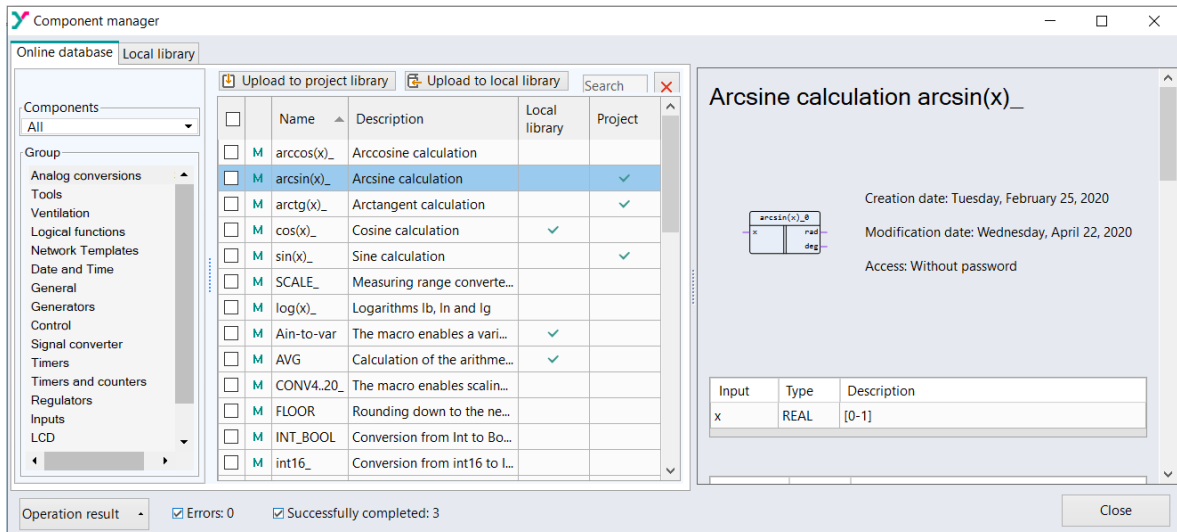 Component manager
Online database Local library
Components
All
Group
Analog conversions
Tools
Ventilation
Logical functions
Network Templates
Date and Time
General
Generators
Control
Signal converter
Timers
Timers and counters
Regulators
Inputs
LCD
Upload to project library Upload to local library Search
Name Description Local library Project
M arccos(x)_ Arccosine calculation
M arcsin(x)_ Arcsine calculation
M arctg(x)_ Arctangent calculation
M cos(x)_ Cosine calculation
M sin(x)_ Sine calculation
M SCALE_ Measuring range converte...
M log(x)_ Logarithms lb, ln and lg
M Ain-to-var The macro enables a vari...
M AVG Calculation of the arithme...
M CONV4..20_ The macro enables scalin...
M FLOOR Rounding down to the ne...
M INT_BOOL Conversion from Int to Bo...
M int16_ Conversion from int16 to I...
Arcsine calculation arcsin(x)_
arcsin(x)_0
x rad
deg
Creation date: Tuesday, February 25, 2020
Modification date: Wednesday, April 22, 2020
Access: Without password
Input Type Description
x REAL [0-1]
Operation result Errors: 0 Successfully completed: 3 Close